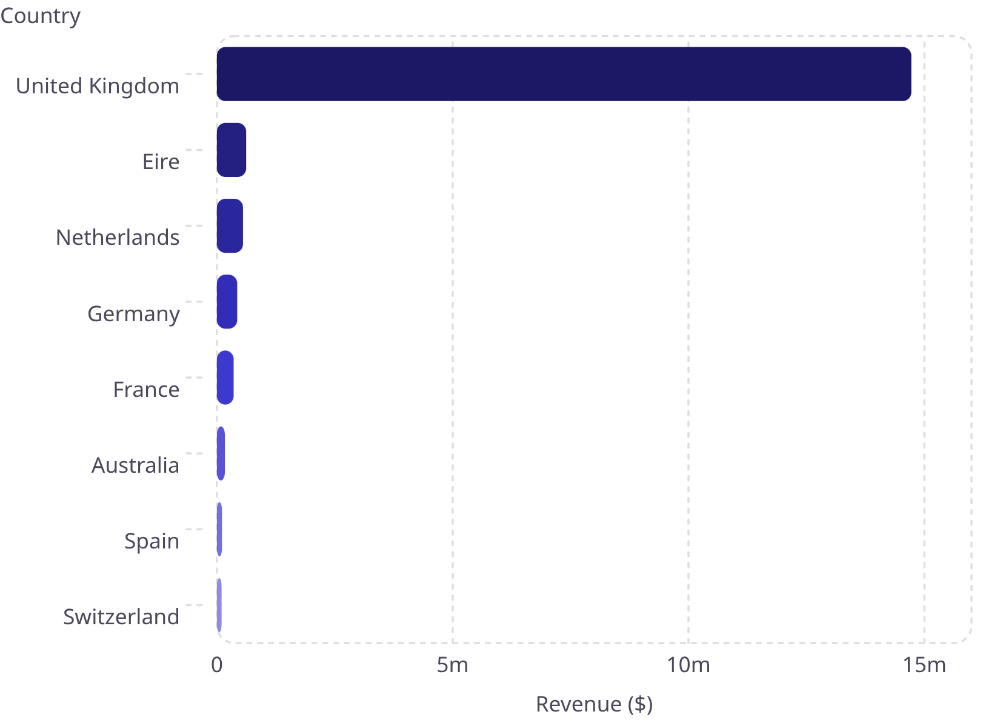 Country
United Kingdom
Eire
Netherlands
Germany
France
Australia
Spain
Switzerland
0 5m 10m 15m
Revenue ($)